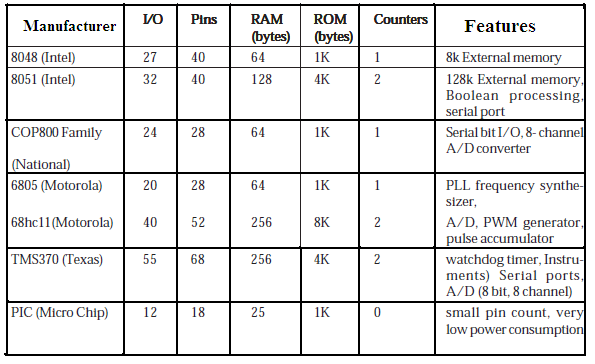 Manufacturer I/O Pins RAM (bytes) ROM (bytes) Counters Features
8048 (Intel) 27 40 64 1K 1 8k External memory
8051 (Intel) 32 40 128 4K 2 128k External memory,
Boolean processing,
serial port
COP800 Family 24 28 64 1K 1 Serial bit I/O, 8- channel
(National) A/D converter
6805 (Motorola) 20 28 64 1K 1 PLL frequency synthe-
sizer,
68hc11(Motorola) 40 52 256 8K 2 A/D, PWM generator,
pulse accumulator
TMS370 (Texas) 55 68 256 4K 2 watchdog timer, Instru-
ments) Serial ports,
A/D (8 bit, 8 channel)
PIC (Micro Chip) 12 18 25 1K 0 small pin count, very
low power consumption